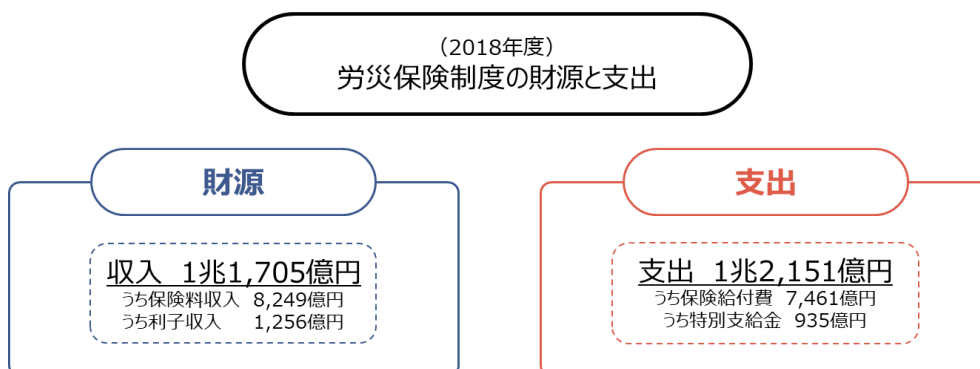 （2018年度）
労災保険制度の財源と支出
財源
収入 1兆1,705億円
うち保険料収入 8,249億円
うち利子収入 1,256億円
支出
支出 1兆2,151億円
うち保険給付費 7,461億円
うち特別支給金 935億円